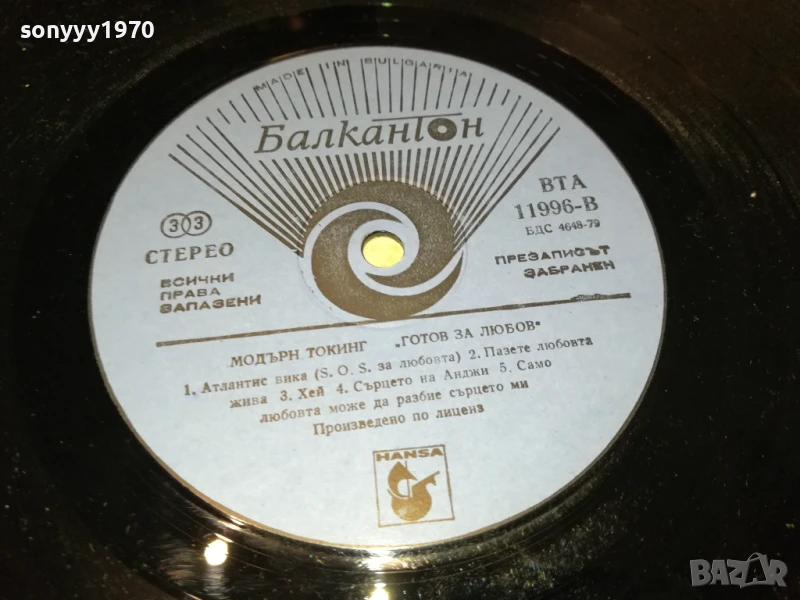 sonyyy1970
MADE IN BULGARIA
Балкантон
ВТА
11996-В
БДС 4648-79
33
СТЕРЕО
ВСИЧКИ
ПРАВА
ЗАПАЗЕНИ
ПРЕЗАПИСЪТ
ЗАБРАНЕН
МОДЪРН ТОКИНГ „ГОТОВ ЗА ЛЮБОВ"
1. Атлантис вика (S. O. S. за любовта) 2. Пазете любовта
жива 3. Хей 4. Сърцето на Анджи 5. Само
любовта може да разбие сърцето ми
Произведено по лиценз
HANSA
BAZAR